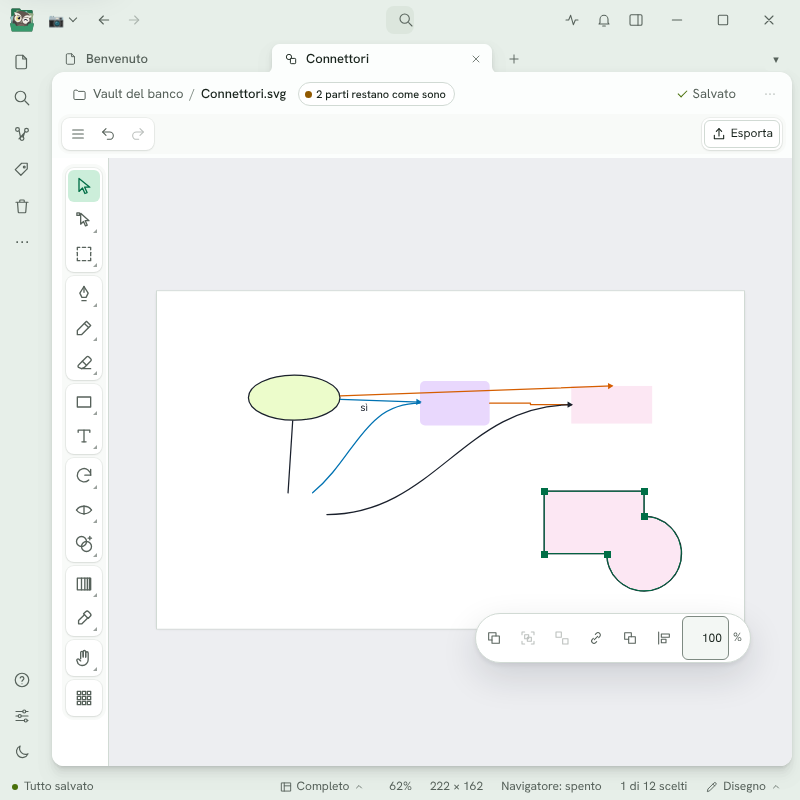 Benvenuto
Connettori
Vault del banco / Connettori.svg
2 parti restano come sono
Salvato
Esporta
sì
100 %
Tutto salvato
Completo
62%
222 × 162
Navigatore: spento
1 di 12 scelti
Disegno